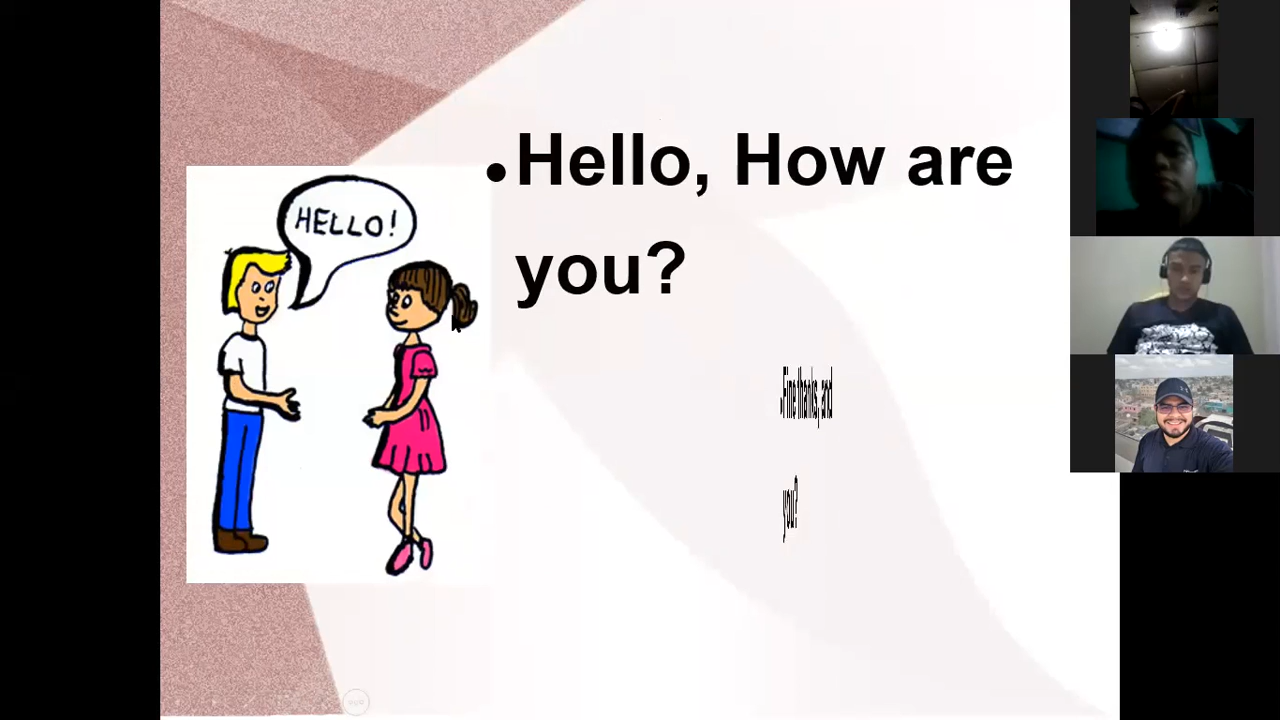 HELLO!
•Hello, How are
you?
•Fine thanks, and
you?